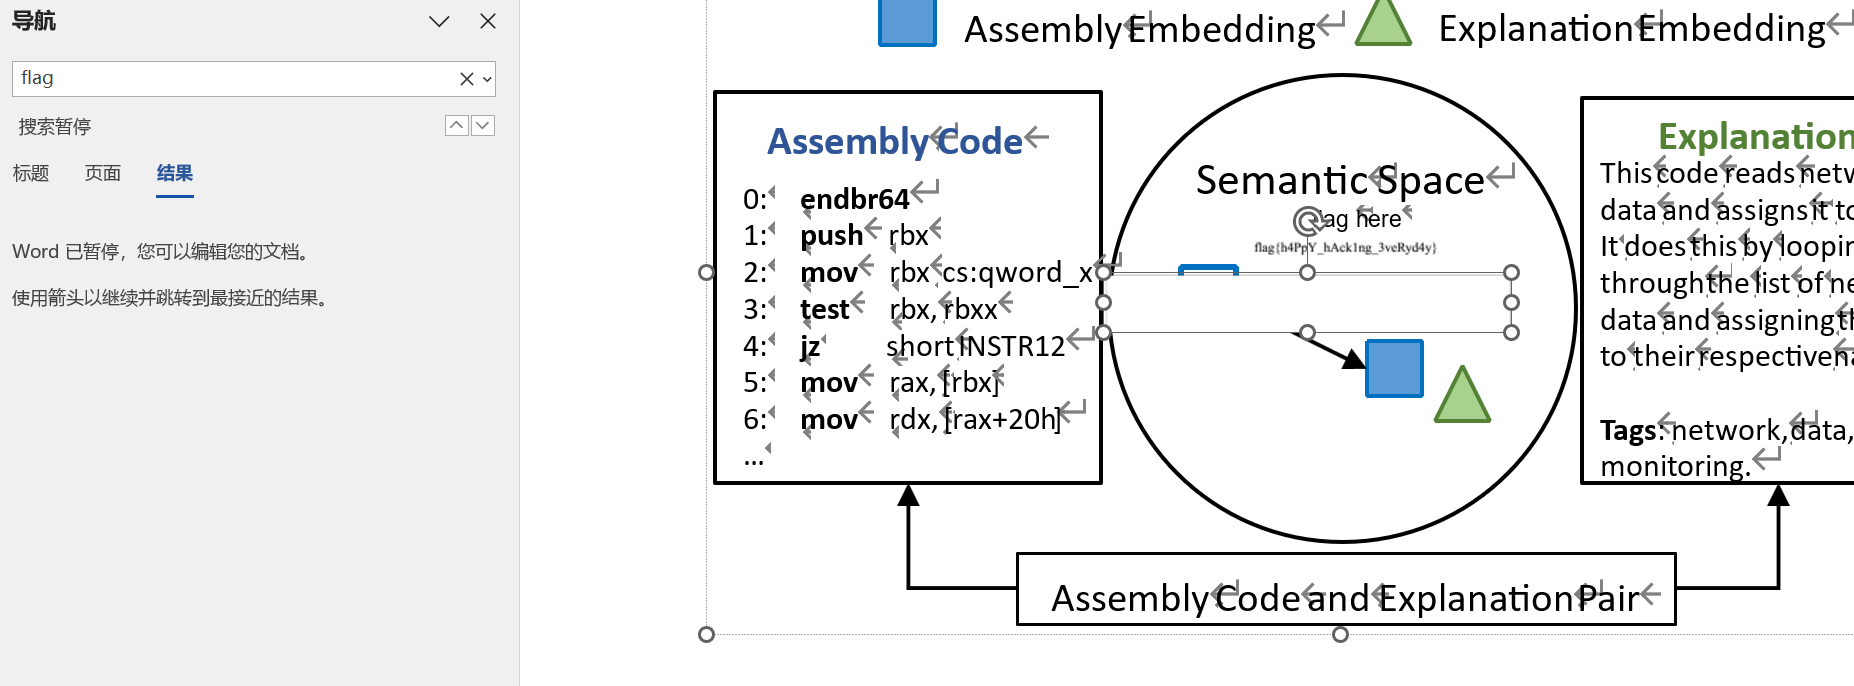 导航
flag
搜索暂停
标题 页面 结果
Word 已暂停，您可以编辑您的文档。
使用箭头以继续并跳转到最接近的结果。
Assembly Embedding
Explanation Embedding
Assembly Code
0: endbr64
1: push rbx
2: mov rbx cs:qword_x
3: test rbx, rbxx
4: jz short INSTR12
5: mov rax, [rbx]
6: mov rdx, [rax+20h]
...
Semantic Space
lag here
flag{h4PpY_hAck1ng_3veRyd4y}
Explanation
This code reads netw
data and assigns it to
It does this by loopin
through the list of ne
data and assigning th
to their respective na
Tags: network, data,
monitoring.
Assembly Code and Explanation Pair